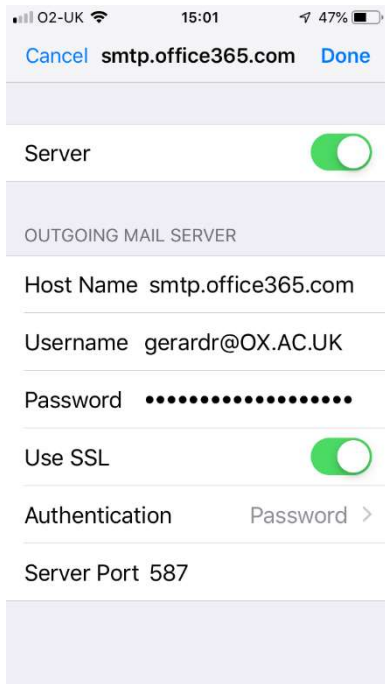 O2-UK 15:01 47%
Cancel smtp.office365.com Done
Server
OUTGOING MAIL SERVER
Host Name smtp.office365.com
Username gerardr@OX.AC.UK
Password •••••••••••••••••••
Use SSL
Authentication Password >
Server Port 587